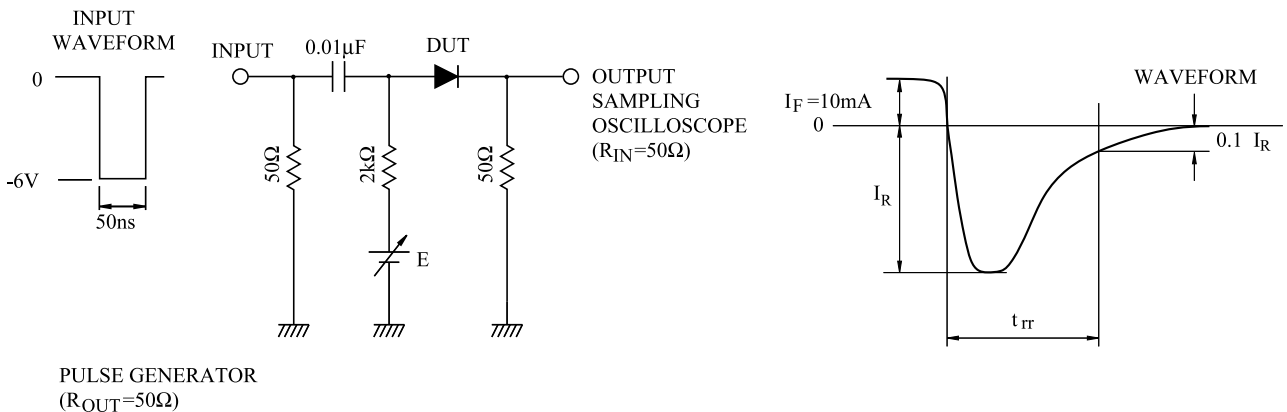 INPUT
WAVEFORM
0
-6V
50ns
INPUT
0.01μF
DUT
50Ω
2kΩ
50Ω
E
OUTPUT
SAMPLING
OSCILLOSCOPE
(RIN=50Ω)
PULSE GENERATOR
(ROUT=50Ω)
WAVEFORM
IF =10mA
0
0.1 IR
IR
trr